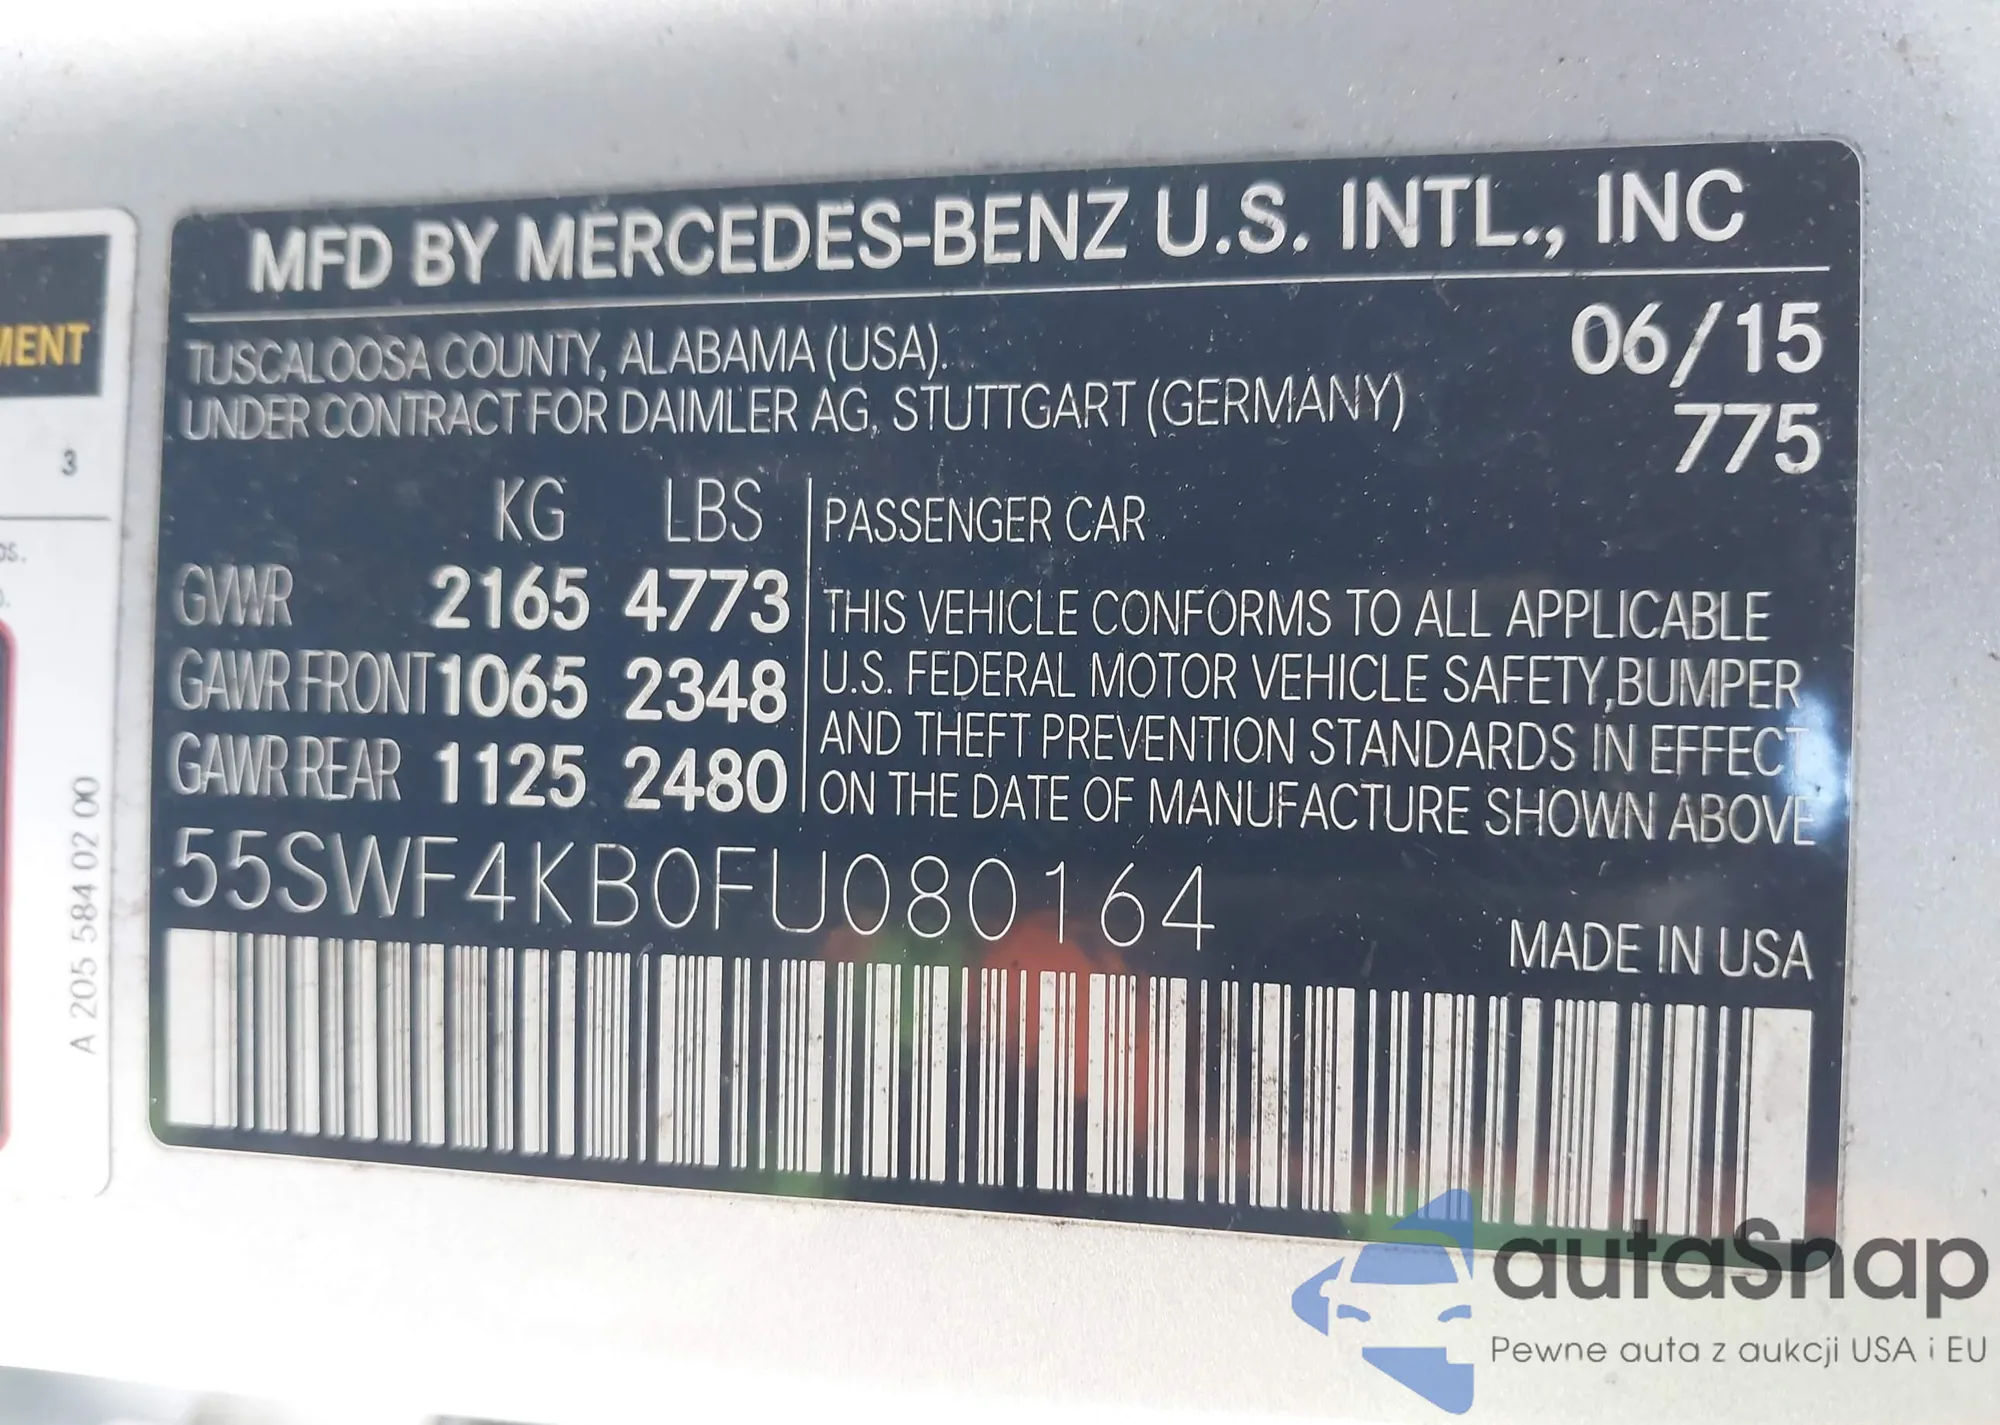 MFD BY MERCEDES-BENZ U.S. INTL., INC
TUSCALOOSA COUNTY, ALABAMA (USA).
06/15
UNDER CONTRACT FOR DAIMLER AG, STUTTGART (GERMANY)
775
KG LBS
GVWR 2165 4773
GAWR FRONT 1065 2348
GAWR REAR 1125 2480
PASSENGER CAR
THIS VEHICLE CONFORMS TO ALL APPLICABLE
U.S. FEDERAL MOTOR VEHICLE SAFETY,BUMPER
AND THEFT PREVENTION STANDARDS IN EFFECT
ON THE DATE OF MANUFACTURE SHOWN ABOVE
55SWF4KB0FU080164
MADE IN USA
3
A 205 584 02 00
autaSnap
Pewne auta z aukcji USA i EU